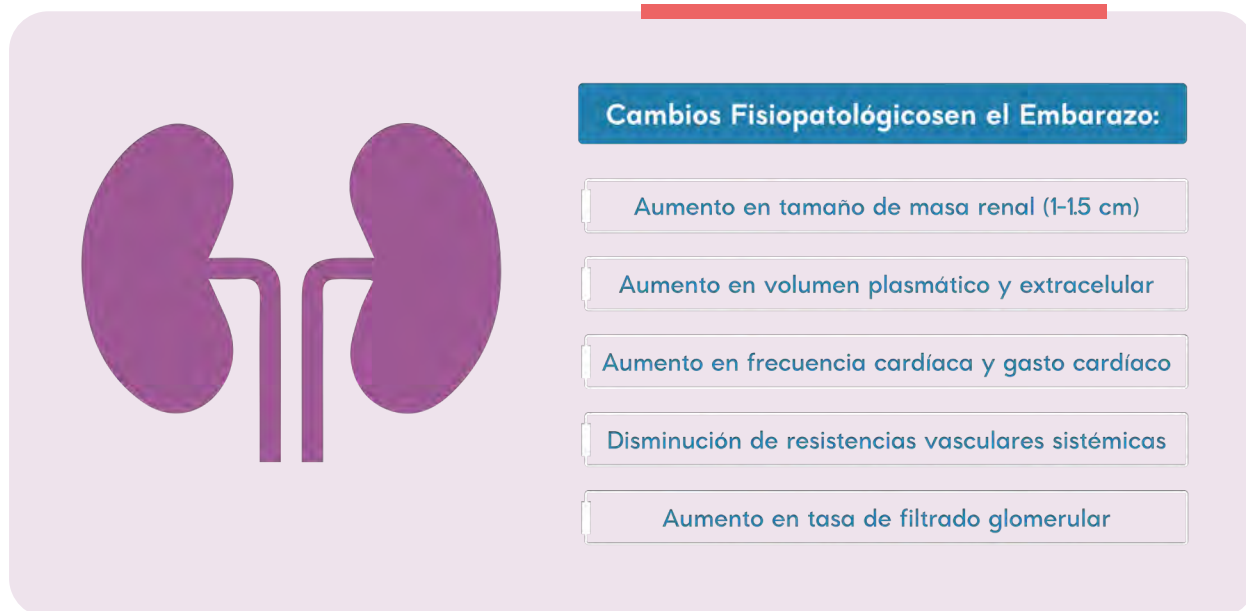 Cambios Fisiopatológicosen el Embarazo:
Aumento en tamaño de masa renal (1-1.5 cm)
Aumento en volumen plasmático y extracelular
Aumento en frecuencia cardíaca y gasto cardíaco
Disminución de resistencias vasculares sistémicas
Aumento en tasa de filtrado glomerular